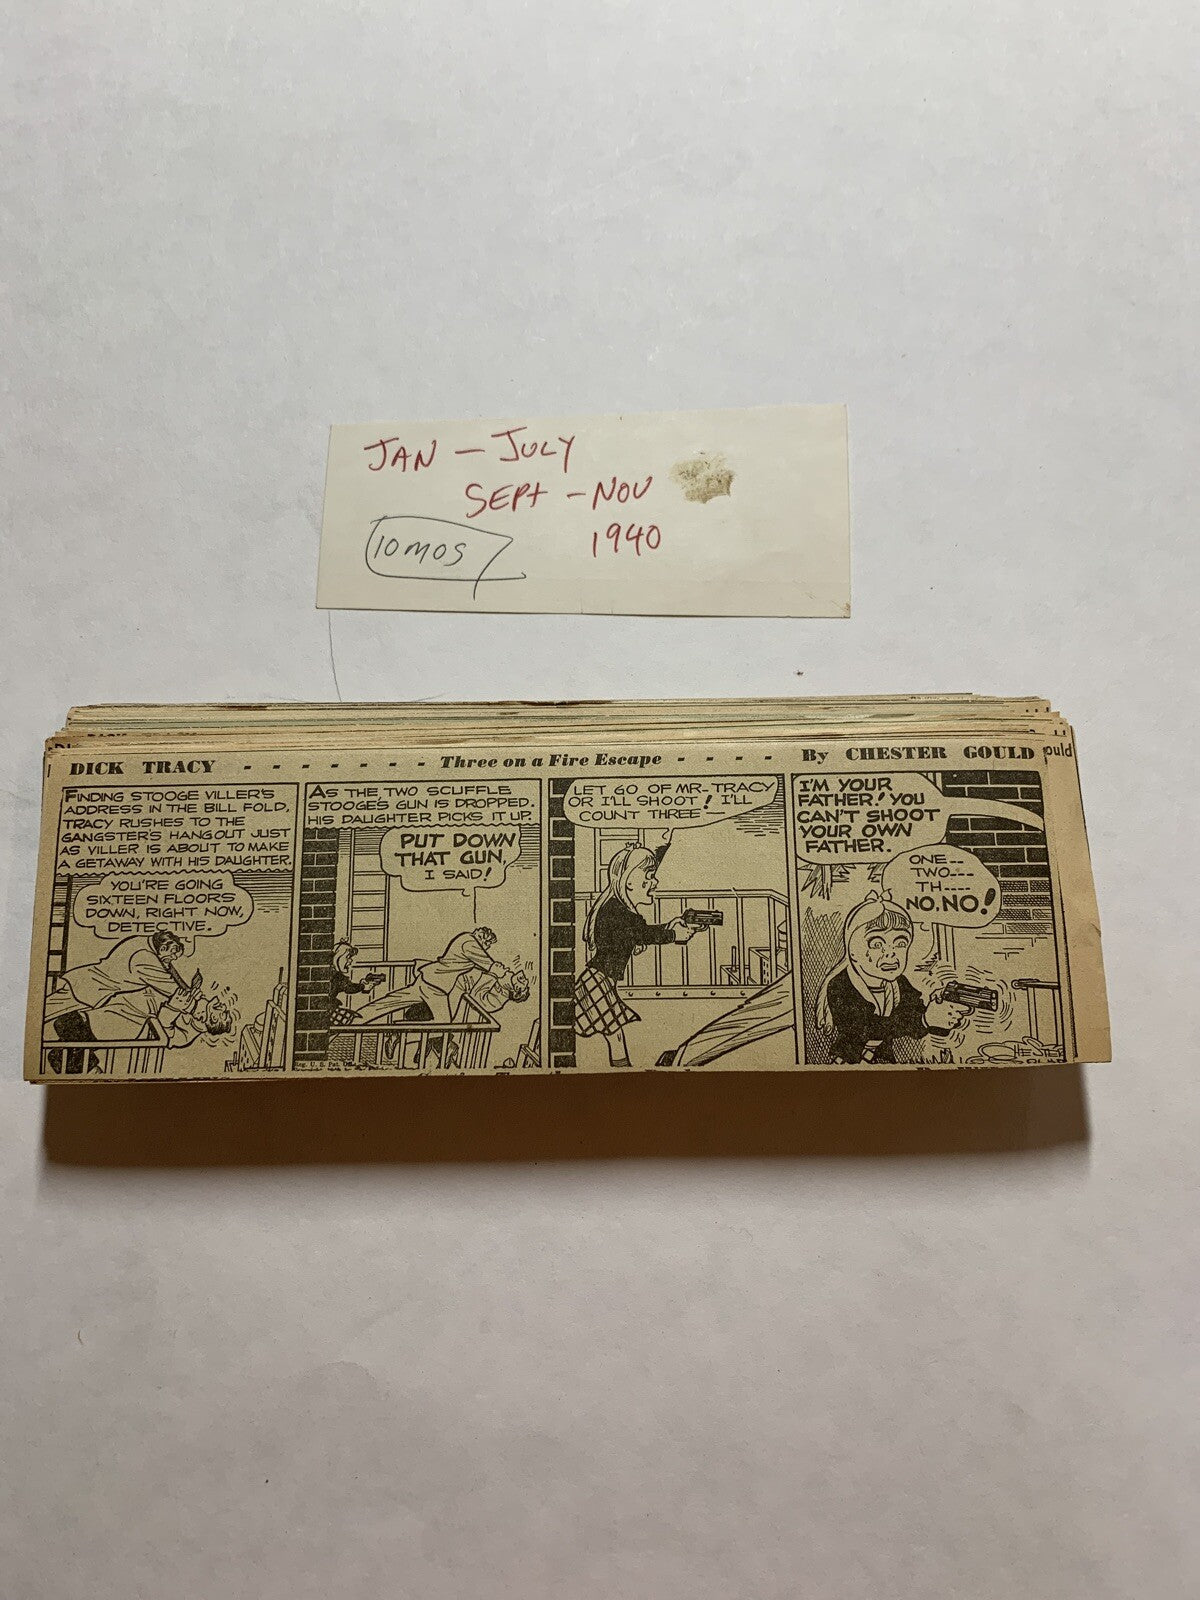 JAN – JULY
SEPT – NOV
1940
10 MOS
DICK TRACY - - - - - - - Three on a Fire Escape - - - - By CHESTER GOULD
ould
FINDING STOOGE VILLER'S
ADDRESS IN THE BILL FOLD,
TRACY RUSHES TO THE
GANGSTER'S HANGOUT JUST
AS VILLER IS ABOUT TO MAKE
A GETAWAY WITH HIS DAUGHTER.
YOU'RE GOING
SIXTEEN FLOORS
DOWN, RIGHT NOW,
DETECTIVE.
AS THE TWO SCUFFLE
STOOGE'S GUN IS DROPPED.
HIS DAUGHTER PICKS IT UP.
PUT DOWN
THAT GUN,
I SAID!
Reg. U. S. Pat.
LET GO OF MR. TRACY
OR I'LL SHOOT! I'LL
COUNT THREE--
I'M YOUR
FATHER! YOU
CAN'T SHOOT
YOUR OWN
FATHER.
ONE--
TWO---
TH----
NO, NO!
CHESTER